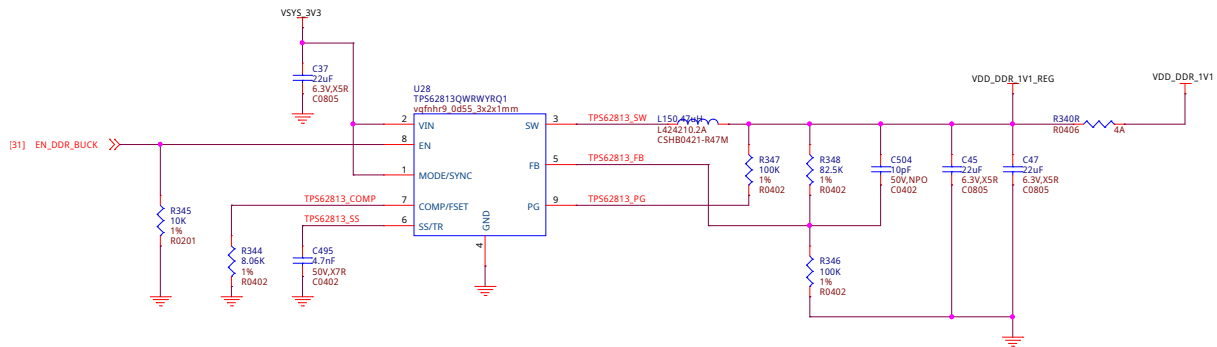 VSYS_3V3
C37
22uF
6.3V,X5R
C0805
U28
TPS62813QWRWYRQ1
vqfnhr9_0d55_3x2x1mm
[31] EN_DDR_BUCK
2 VIN
8 EN
1 MODE/SYNC
7 COMP/FSET
6 SS/TR
GND
4
SW 3
FB 5
PG 9
TPS62813_COMP
TPS62813_SS
TPS62813_SW
TPS62813_FB
TPS62813_PG
R345
10K
1%
R0201
R344
8.06K
1%
R0402
C495
4.7nF
50V,X7R
C0402
L150.47uH
L424210.2A
CSHB0421-R47M
R347
100K
1%
R0402
R348
82.5K
1%
R0402
C504
10pF
50V,NPO
C0402
C45
22uF
6.3V,X5R
C0805
C47
22uF
6.3V,X5R
C0805
R346
100K
1%
R0402
VDD_DDR_1V1_REG
R340R
R0406 4A
VDD_DDR_1V1